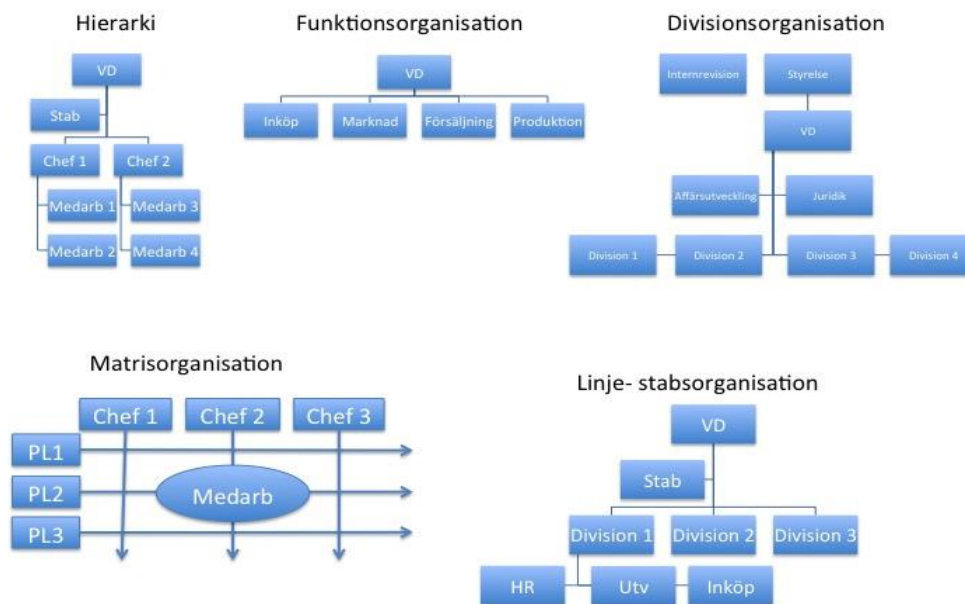 Hierarki
VD
Stab
Chef 1
Chef 2
Medarb 1
Medarb 3
Medarb 2
Medarb 4
Funktionsorganisation
VD
Inköp
Marknad
Försäljning
Produktion
Divisionsorganisation
Internrevision
Styrelse
VD
Affärsutveckling
Juridik
Division 1
Division 2
Division 3
Division 4
Matrisorganisation
Chef 1
Chef 2
Chef 3
PL1
PL2
Medarb
PL3
Linje- stabsorganisation
VD
Stab
Division 1
Division 2
Division 3
HR
Utv
Inköp